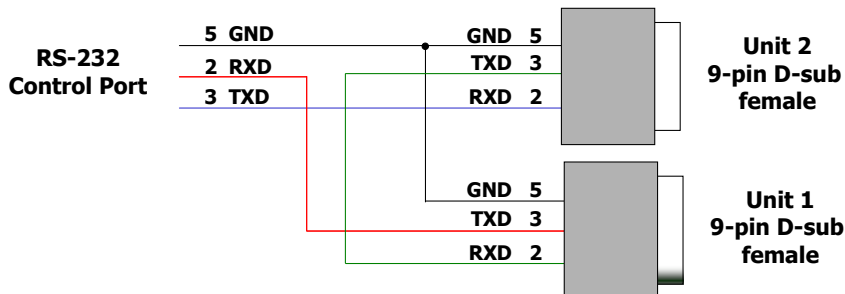 RS-232
Control Port
5 GND
2 RXD
3 TXD
GND 5
TXD 3
RXD 2
Unit 2
9-pin D-sub
female
GND 5
TXD 3
RXD 2
Unit 1
9-pin D-sub
female